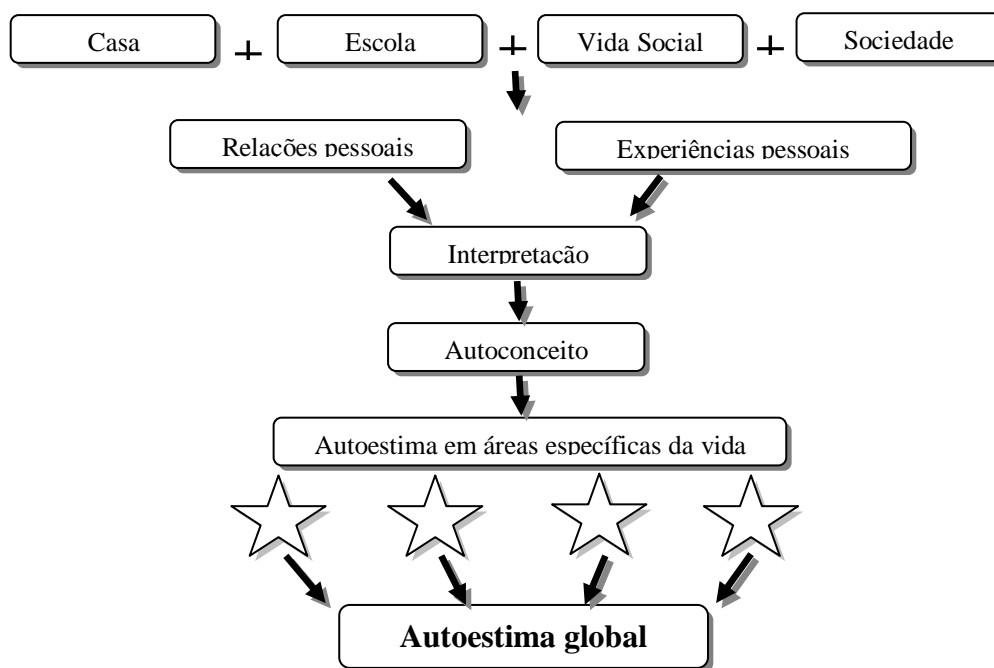 Casa + Escola + Vida Social + Sociedade
Relações pessoais Experiências pessoais
Interpretação
Autoconceito
Autoestima em áreas específicas da vida
Autoestima global